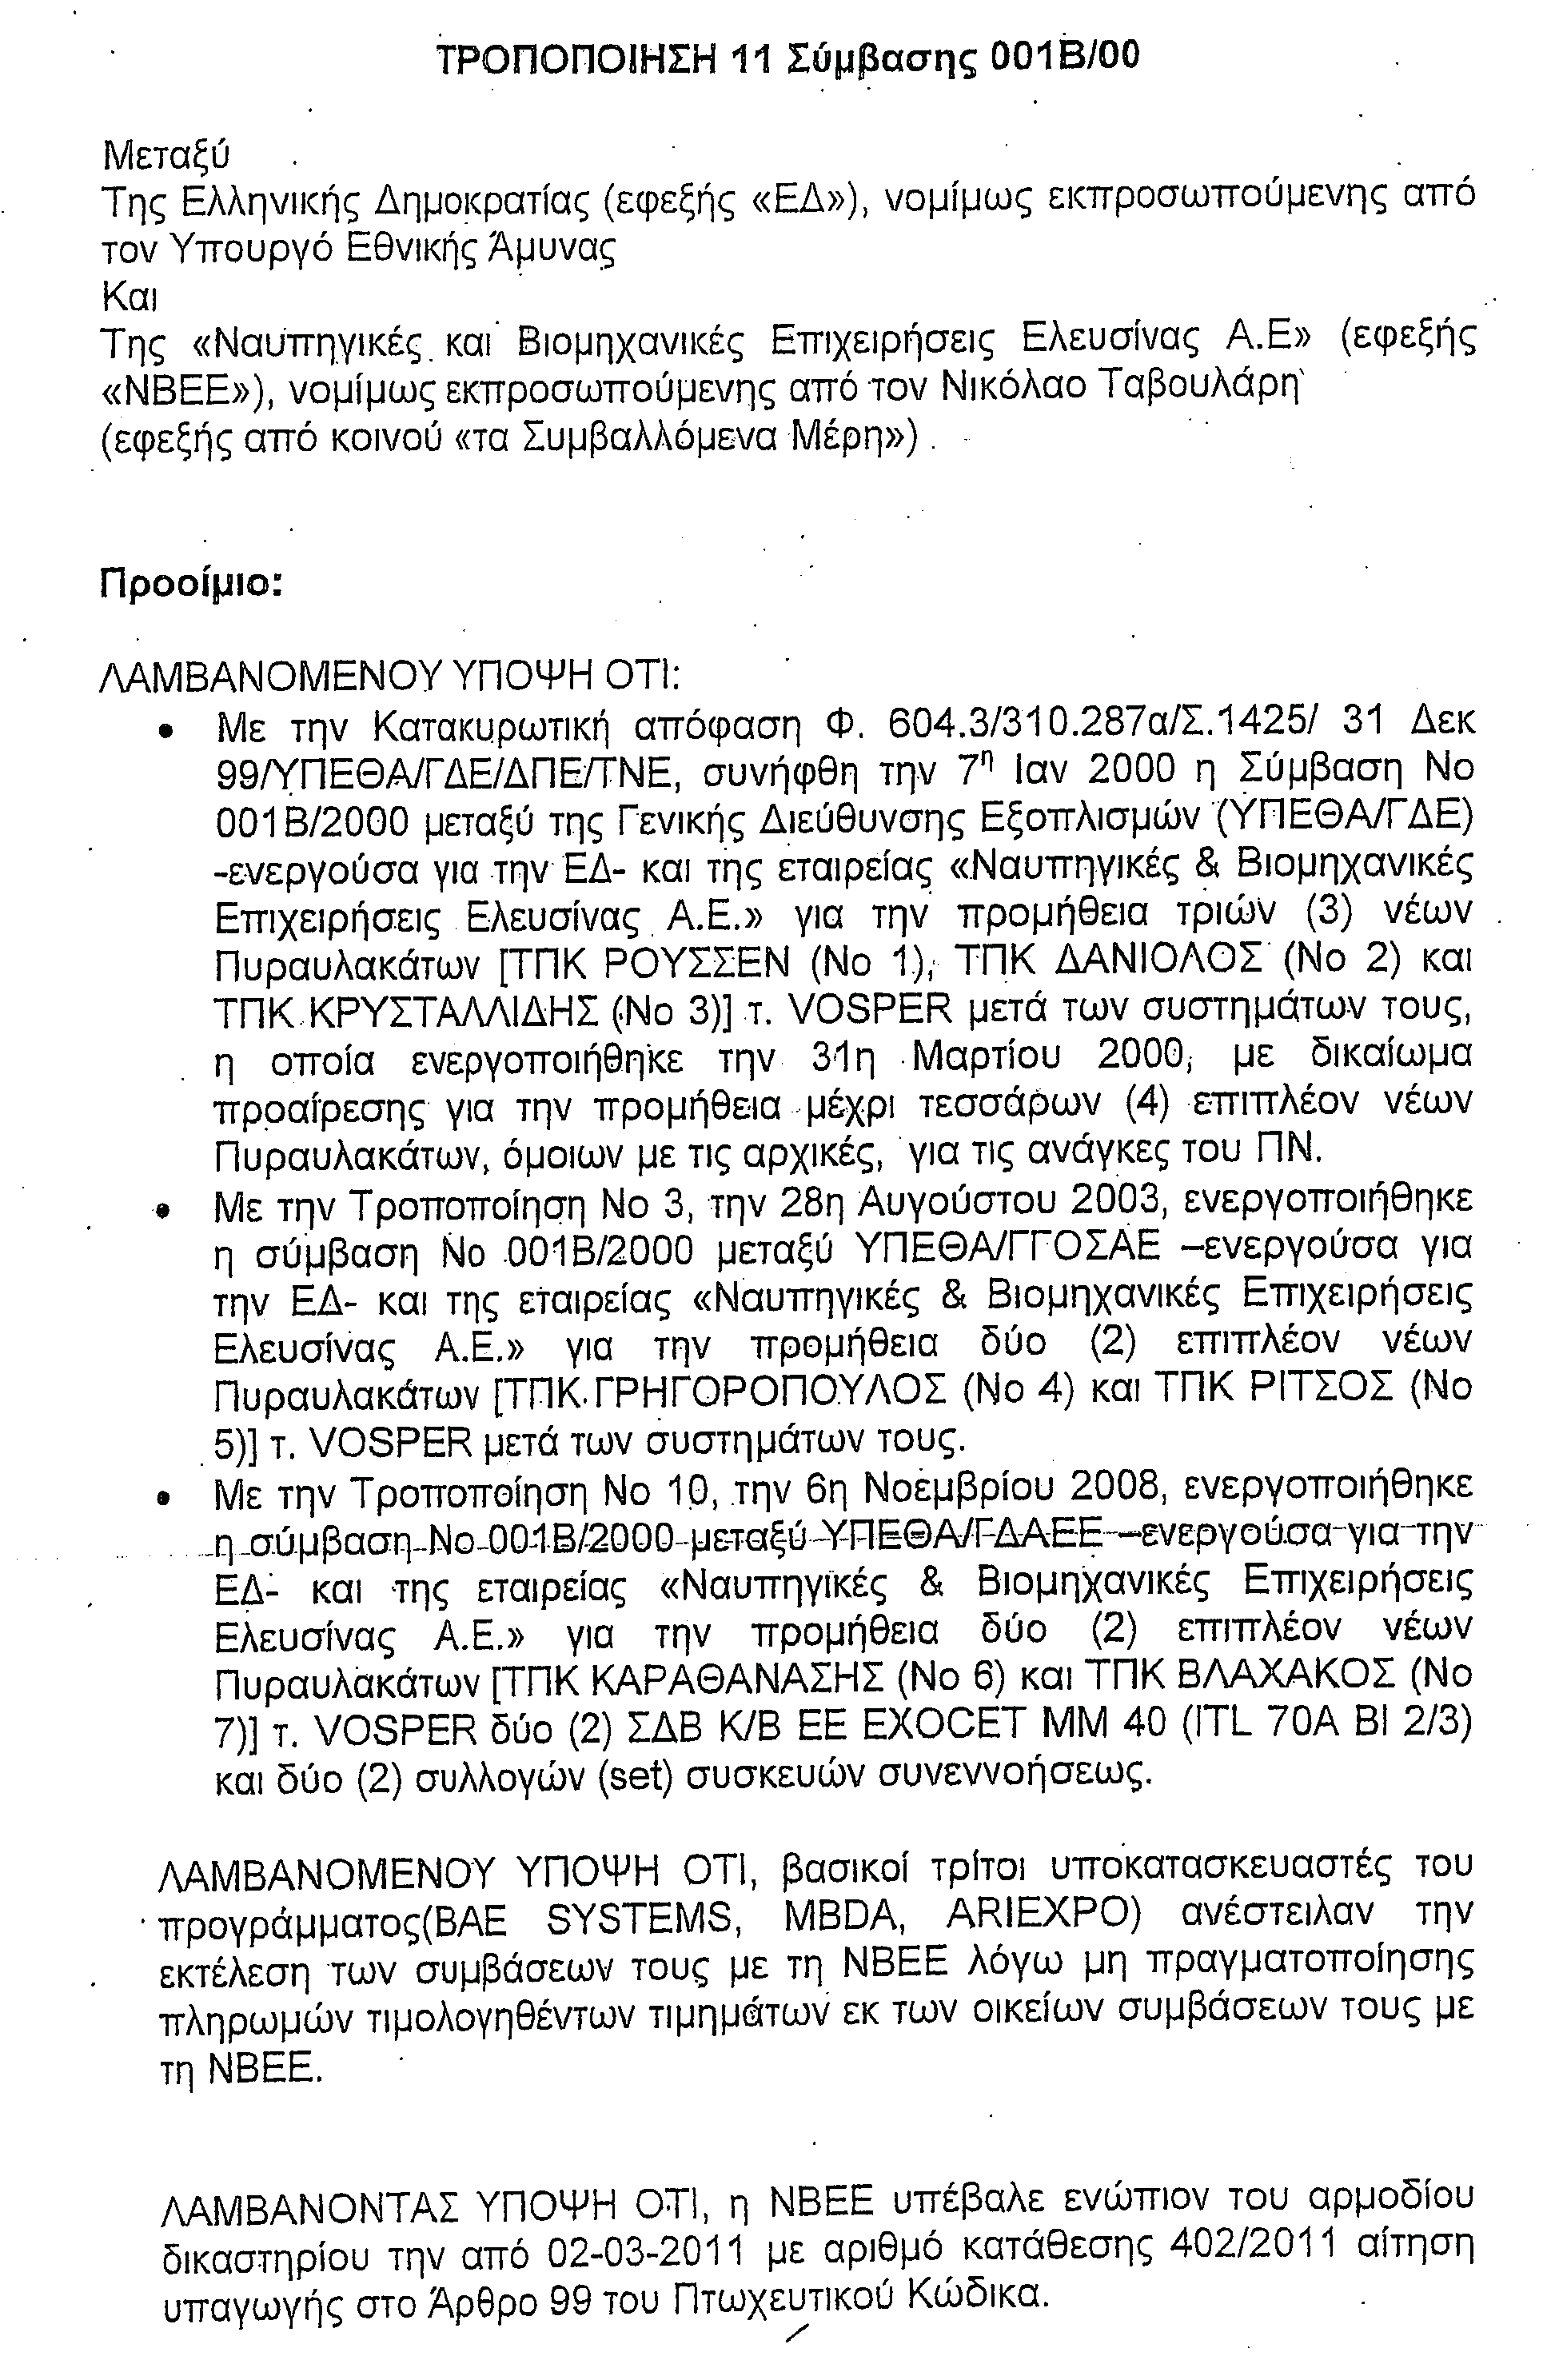 ΤΡΟΠΟΠΟΙΗΣΗ 11 Σύμβασης 001Β/00
Μεταξύ
Της Ελληνικής Δημοκρατίας (εφεξής «ΕΔ»), νομίμως εκπροσωπούμενης από
τον Υπουργό Εθνικής Άμυνας
Και
Της «Ναυπηγικές και Βιομηχανικές Επιχειρήσεις Ελευσίνας Α.Ε» (εφεξής
«ΝΒΕΕ»), νομίμως εκπροσωπούμενης από τον Νικόλαο Ταβουλάρη
(εφεξής από κοινού «τα Συμβαλλόμενα Μέρη») .
Προοίμιο:
ΛΑΜΒΑΝΟΜΕΝΟΥ ΥΠΟΨΗ ΟΤΙ:
• Με την Κατακυρωτική απόφαση Φ. 604.3/310.287α/Σ.1425/ 31 Δεκ
99/ΥΠΕΘΑ/ΓΔΕ/ΔΠΕ/ΤΝΕ, συνήφθη την 7η Ιαν 2000 η Σύμβαση Νο
001Β/2000 μεταξύ της Γενικής Διεύθυνσης Εξοπλισμών (ΥΠΕΘΑ/ΓΔΕ)
-ενεργούσα για την ΕΔ- και της εταιρείας «Ναυπηγικές & Βιομηχανικές
Επιχειρήσεις Ελευσίνας Α.Ε.» για την προμήθεια τριών (3) νέων
Πυραυλακάτων [ΤΠΚ ΡΟΥΣΣΕΝ (Νο 1), ΤΠΚ ΔΑΝΙΟΛΟΣ (Νο 2) και
ΤΠΚ ΚΡΥΣΤΑΛΛΙΔΗΣ (Νο 3)] τ. VOSPER μετά των συστημάτων τους,
η οποία ενεργοποιήθηκε την 31η Μαρτίου 2000, με δικαίωμα
προαίρεσης για την προμήθεια μέχρι τεσσάρων (4) επιπλέον νέων
Πυραυλακάτων, όμοιων με τις αρχικές, για τις ανάγκες του ΠΝ.
• Με την Τροποποίηση Νο 3, την 28η Αυγούστου 2003, ενεργοποιήθηκε
η σύμβαση Νο 001Β/2000 μεταξύ ΥΠΕΘΑ/ΓΓΟΣΑΕ –ενεργούσα για
την ΕΔ- και της εταιρείας «Ναυπηγικές & Βιομηχανικές Επιχειρήσεις
Ελευσίνας Α.Ε.» για την προμήθεια δύο (2) επιπλέον νέων
Πυραυλακάτων [ΤΠΚ ΓΡΗΓΟΡΟΠΟΥΛΟΣ (Νο 4) και ΤΠΚ ΡΙΤΣΟΣ (Νο
5)] τ. VOSPER μετά των συστημάτων τους.
• Με την Τροποποίηση Νο 10, την 6η Νοεμβρίου 2008, ενεργοποιήθηκε
η σύμβαση Νο 001Β/2000 μεταξύ ΥΠΕΘΑ/ΓΔΑΕΕ –ενεργούσα για την
ΕΔ- και της εταιρείας «Ναυπηγικές & Βιομηχανικές Επιχειρήσεις
Ελευσίνας Α.Ε.» για την προμήθεια δύο (2) επιπλέον νέων
Πυραυλακάτων [ΤΠΚ ΚΑΡΑΘΑΝΑΣΗΣ (Νο 6) και ΤΠΚ ΒΛΑΧΑΚΟΣ (Νο
7)] τ. VOSPER δύο (2) ΣΔΒ Κ/Β ΕΕ EXOCET MM 40 (ITL 70A BI 2/3)
και δύο (2) συλλογών (set) συσκευών συνεννοήσεως.
ΛΑΜΒΑΝΟΜΕΝΟΥ ΥΠΟΨΗ ΟΤΙ, βασικοί τρίτοι υποκατασκευαστές του
προγράμματος(BAE SYSTEMS, MBDA, ARIEXPO) ανέστειλαν την
εκτέλεση των συμβάσεων τους με τη ΝΒΕΕ λόγω μη πραγματοποίησης
πληρωμών τιμολογηθέντων τιμημάτων εκ των οικείων συμβάσεων τους με
τη ΝΒΕΕ.
ΛΑΜΒΑΝΟΝΤΑΣ ΥΠΟΨΗ ΟΤΙ, η ΝΒΕΕ υπέβαλε ενώπιον του αρμοδίου
δικαστηρίου την από 02-03-2011 με αριθμό κατάθεσης 402/2011 αίτηση
υπαγωγής στο Άρθρο 99 του Πτωχευτικού Κώδικα.